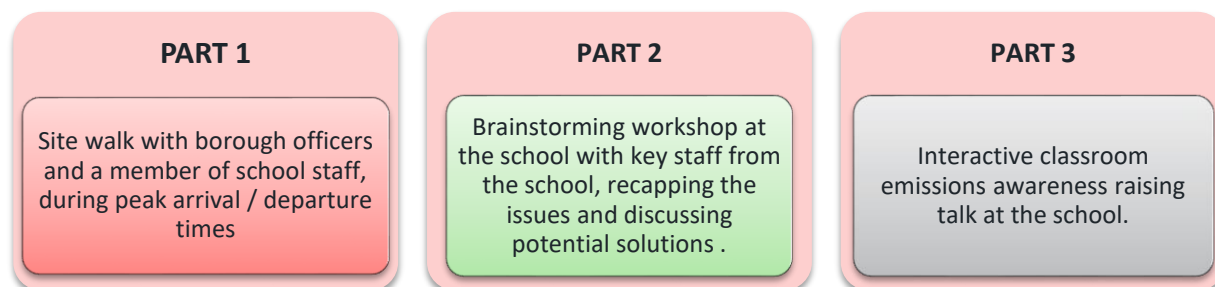 PART 1
Site walk with borough officers
and a member of school staff,
during peak arrival / departure
times
PART 2
Brainstorming workshop at
the school with key staff from
the school, recapping the
issues and discussing
potential solutions .
PART 3
Interactive classroom
emissions awareness raising
talk at the school.